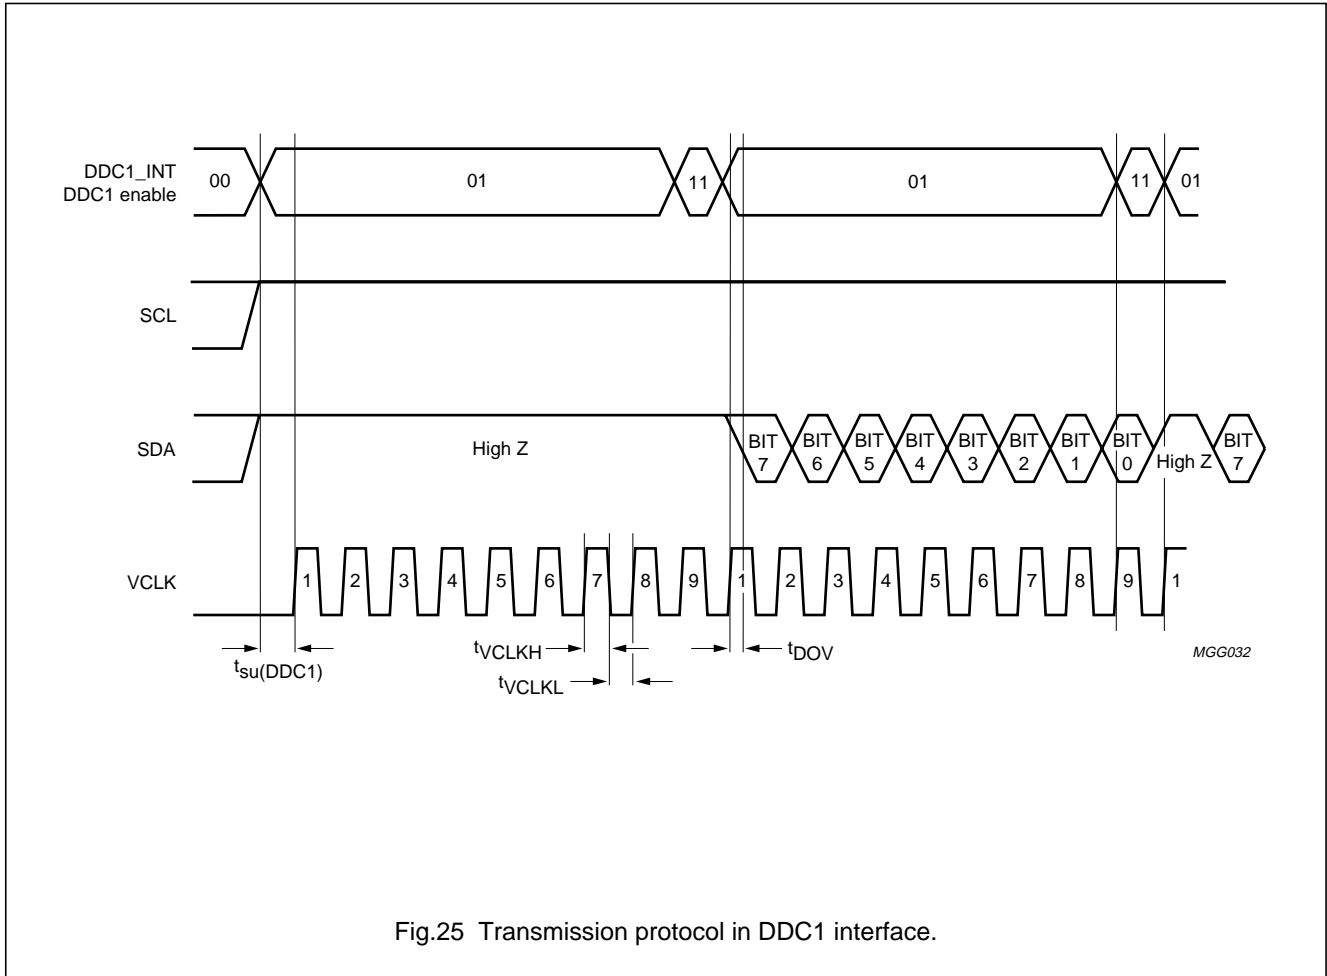 DDC1_INT
DDC1 enable
00 01 11 01 11 01
SCL
SDA
High Z
BIT 7
BIT 6
BIT 5
BIT 4
BIT 3
BIT 2
BIT 1
BIT 0
High Z
BIT 7
VCLK
1 2 3 4 5 6 7 8 9 1 2 3 4 5 6 7 8 9 1
tsu(DDC1)
tVCLKH
tVCLKL
tDOV
MGG032
Fig.25 Transmission protocol in DDC1 interface.